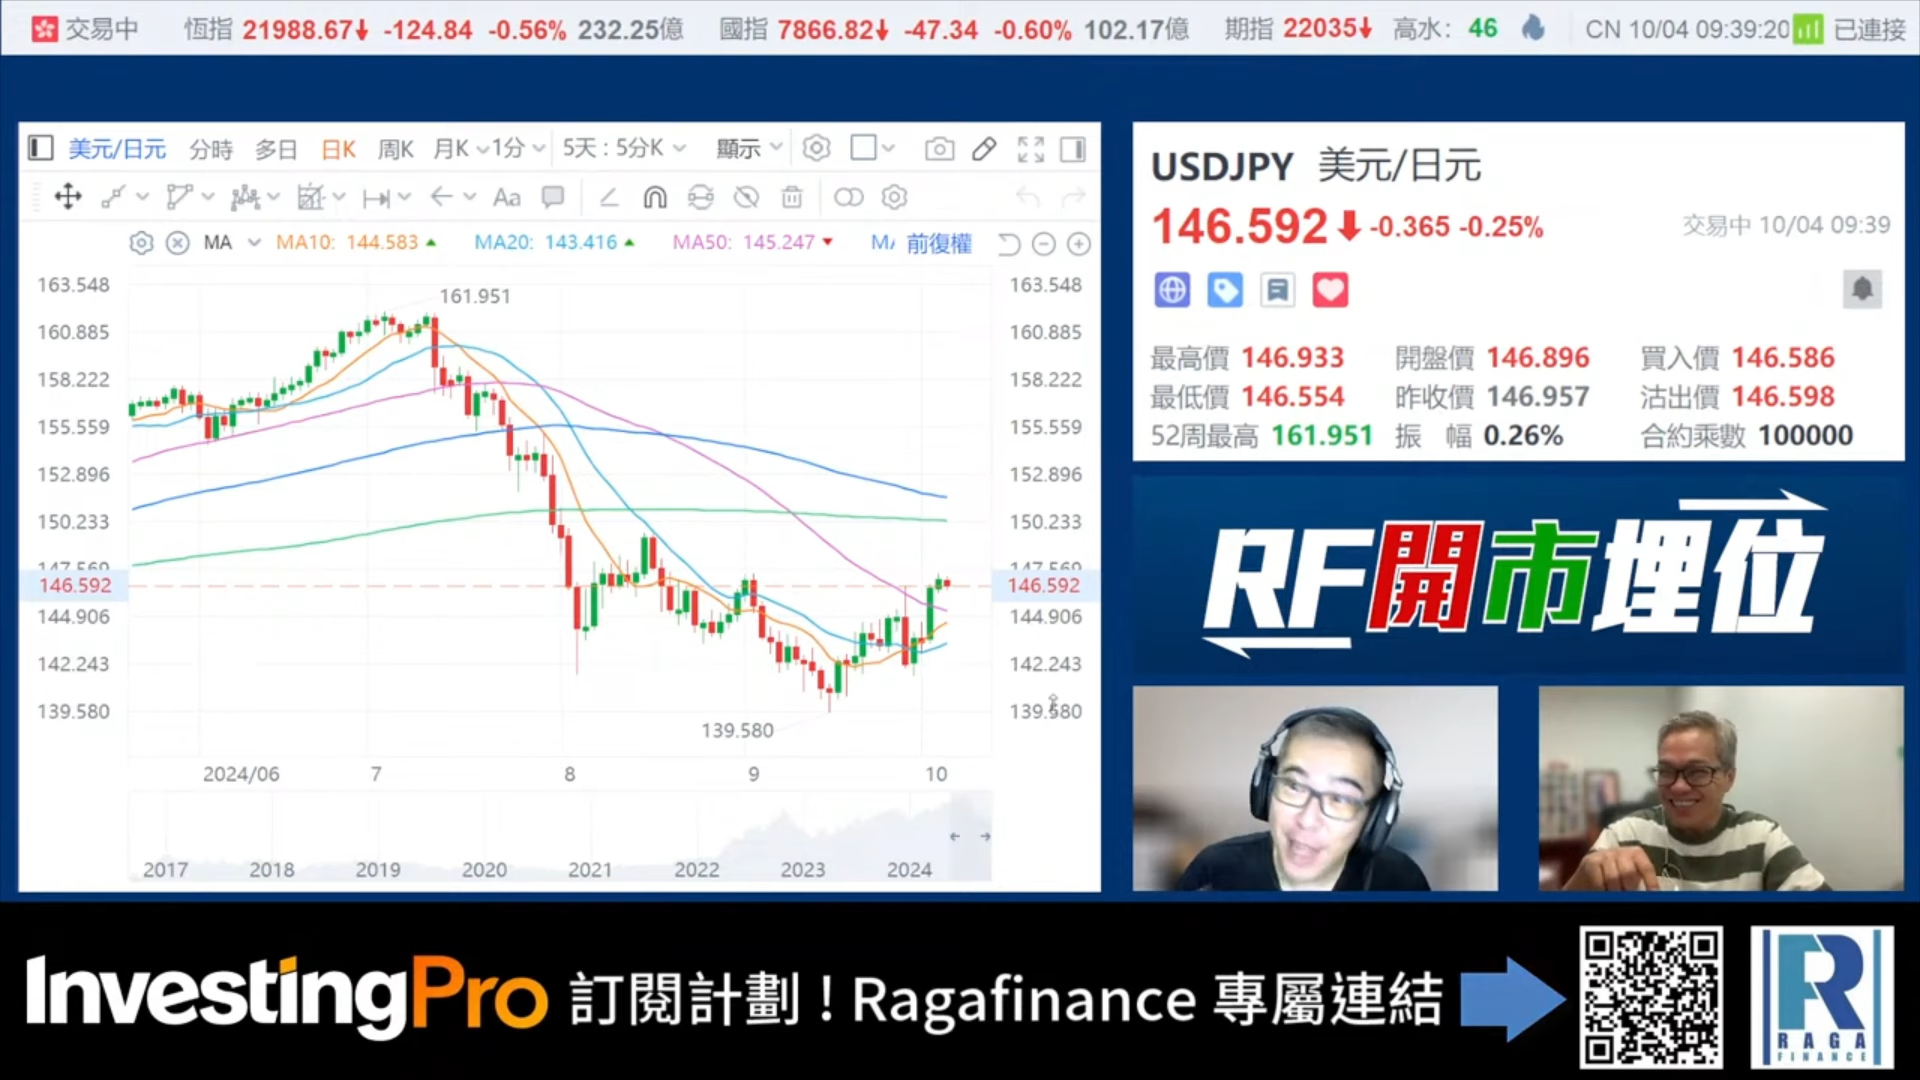 交易中 恆指 21988.67↓ -124.84 -0.56% 232.25億 國指 7866.82↓ -47.34 -0.60% 102.17億 期指 22035↓ 高水: 46 CN 10/04 09:39:20 已連接
美元/日元 分時 多日 日K 周K 月K 1分 5天 : 5分K 顯示
Aa
MA MA10: 144.583 MA20: 143.416 MA50: 145.247 前復權
163.548 163.548
161.951
160.885 160.885
158.222 158.222
155.559 155.559
152.896 152.896
150.233 150.233
147.569 147.569
146.592 146.592
144.906 144.906
142.243 142.243
139.580 139.580
139.580
2024/06 7 8 9 10
2017 2018 2019 2020 2021 2022 2023 2024
USDJPY 美元/日元
146.592 -0.365 -0.25% 交易中 10/04 09:39
最高價 146.933 開盤價 146.896 買入價 146.586
最低價 146.554 昨收價 146.957 沽出價 146.598
52周最高 161.951 振 幅 0.26% 合約乘數 100000
RF開市埋位
InvestingPro 訂閱計劃！Ragafinance 專屬連結
RAGA
FINANCE